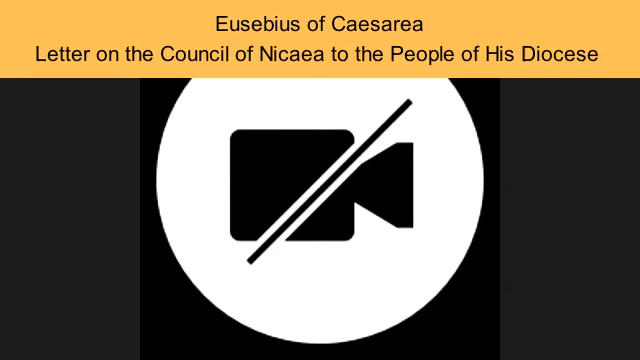 Eusebius of Caesarea
Letter on the Council of Nicaea to the People of His Diocese